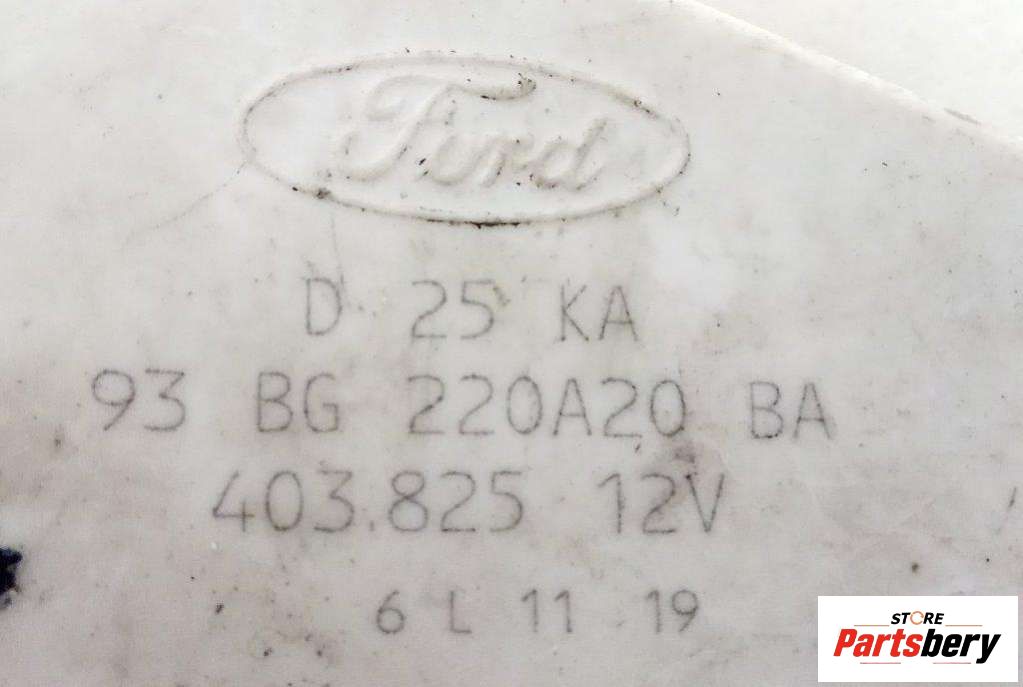 Ford
D 25 KA
93 BG 220A20 BA
403.825 12V
6 L 11 19
STORE
Partsbery